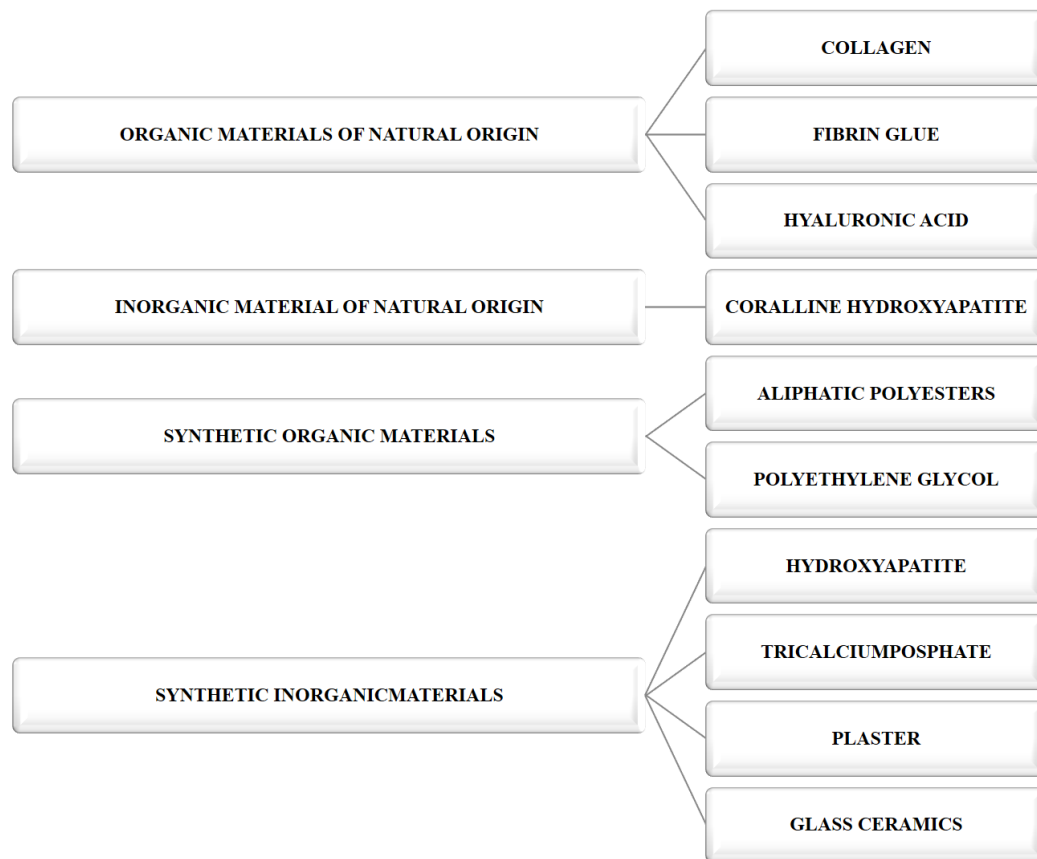 ORGANIC MATERIALS OF NATURAL ORIGIN
COLLAGEN
FIBRIN GLUE
HYALURONIC ACID
INORGANIC MATERIAL OF NATURAL ORIGIN
CORALLINE HYDROXYAPATITE
SYNTHETIC ORGANIC MATERIALS
ALIPHATIC POLYESTERS
POLYETHYLENE GLYCOL
SYNTHETIC INORGANICMATERIALS
HYDROXYAPATITE
TRICALCIUMPOSPHATE
PLASTER
GLASS CERAMICS